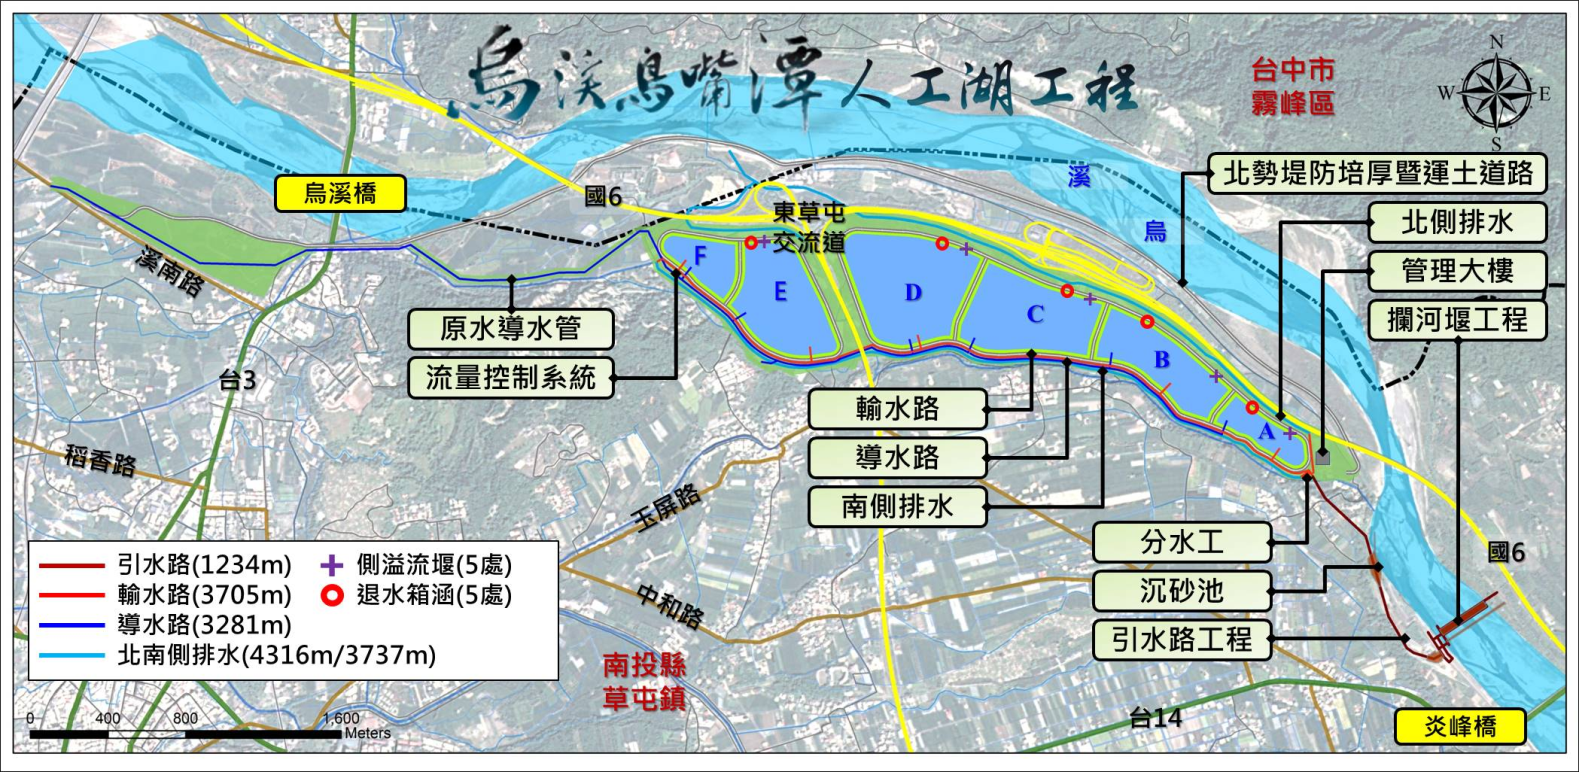 烏溪鳥嘴潭人工湖工程
台中市
霧峰區
N
W
E
S
北勢堤防培厚暨運土道路
北側排水
管理大樓
攔河堰工程
溪
烏
烏溪橋
國6
東草屯
交流道
溪南路
原水導水管
流量控制系統
F
E
D
C
B
A
台3
稻香路
輸水路
導水路
南側排水
玉屏路
中和路
分水工
沉砂池
引水路工程
國6
南投縣
草屯鎮
台14
炎峰橋
引水路(1234m)
輸水路(3705m)
導水路(3281m)
北南側排水(4316m/3737m)
側溢流堰(5處)
退水箱涵(5處)
0 400 800 1,600
Meters